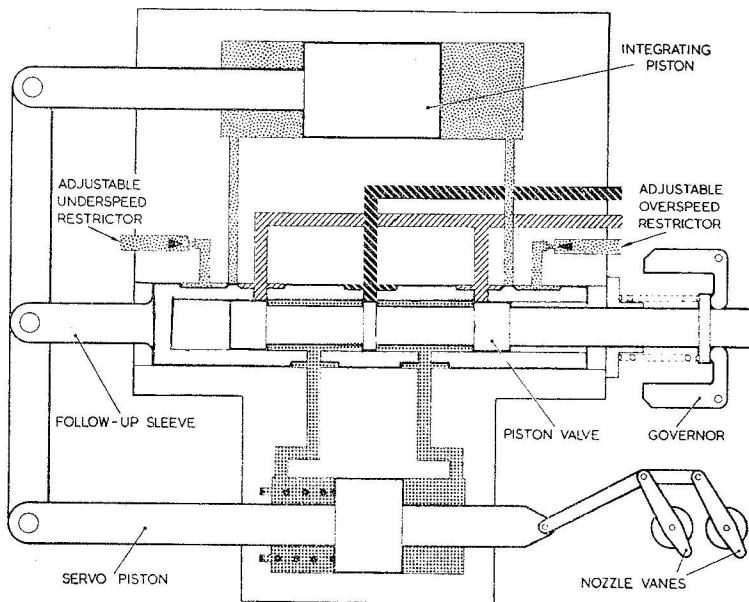 INTEGRATING
PISTON
ADJUSTABLE
UNDERSPEED
RESTRICTOR
ADJUSTABLE
OVERSPEED
RESTRICTOR
FOLLOW-UP SLEEVE
PISTON VALVE
GOVERNOR
SERVO PISTON
NOZZLE VANES